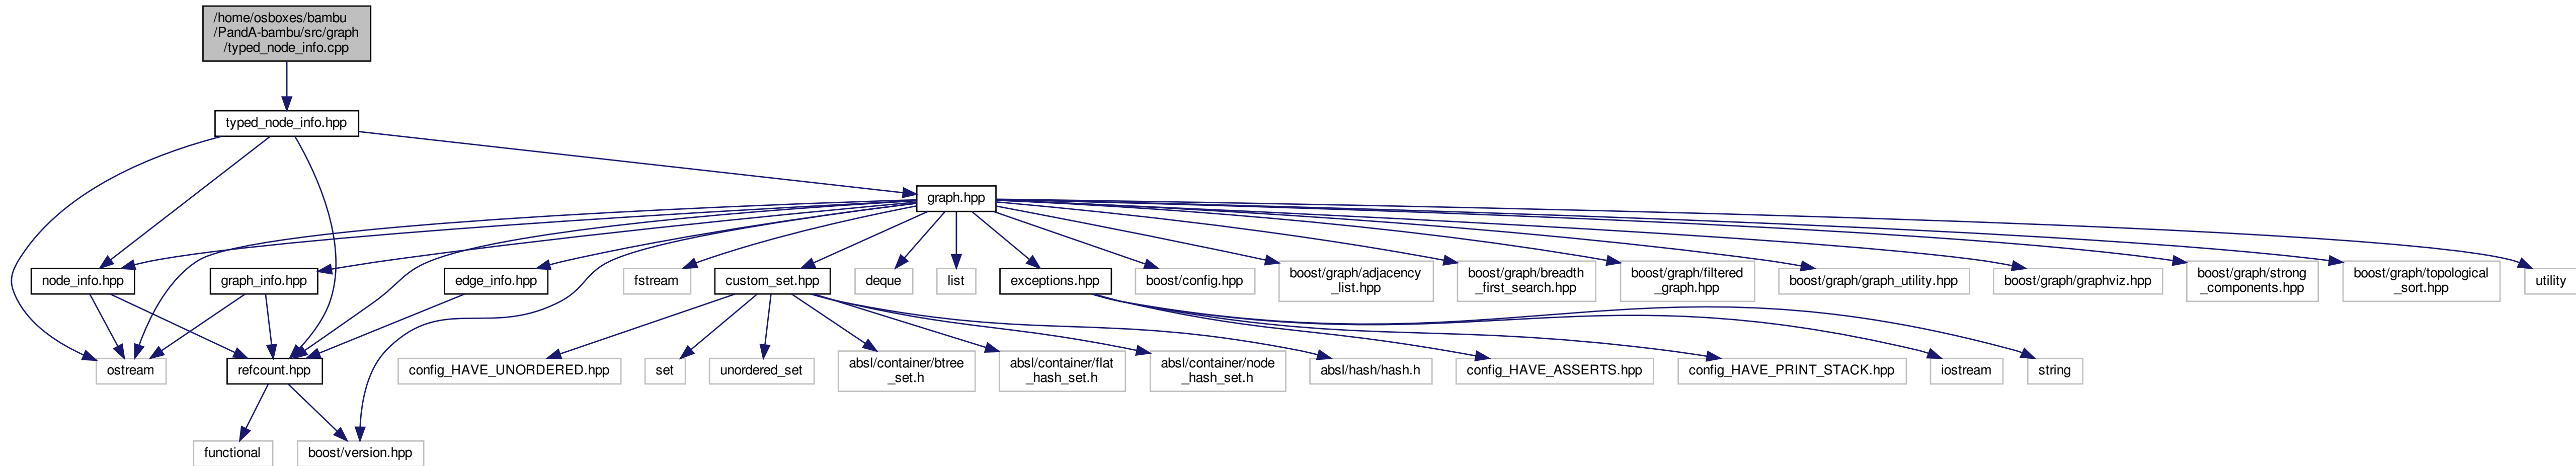 /home/osboxes/bambu
/PandA-bambu/src/graph
/typed_node_info.cpp
typed_node_info.hpp
graph.hpp
node_info.hpp
graph_info.hpp
edge_info.hpp
fstream
custom_set.hpp
deque
list
exceptions.hpp
boost/config.hpp
boost/graph/adjacency
_list.hpp
boost/graph/breadth
_first_search.hpp
boost/graph/filtered
_graph.hpp
boost/graph/graph_utility.hpp
boost/graph/graphviz.hpp
boost/graph/strong
_components.hpp
boost/graph/topological
_sort.hpp
utility
ostream
refcount.hpp
config_HAVE_UNORDERED.hpp
set
unordered_set
absl/container/btree
_set.h
absl/container/flat
_hash_set.h
absl/container/node
_hash_set.h
absl/hash/hash.h
config_HAVE_ASSERTS.hpp
config_HAVE_PRINT_STACK.hpp
iostream
string
functional
boost/version.hpp